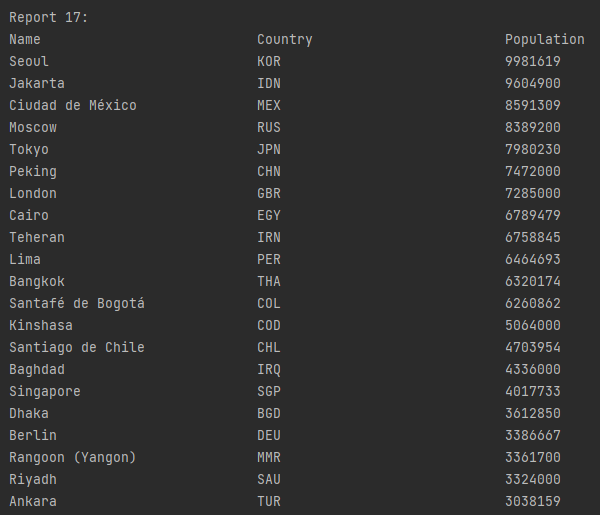 Report 17:
Name Country Population
Seoul KOR 9981619
Jakarta IDN 9604900
Ciudad de México MEX 8591309
Moscow RUS 8389200
Tokyo JPN 7980230
Peking CHN 7472000
London GBR 7285000
Cairo EGY 6789479
Teheran IRN 6758845
Lima PER 6464693
Bangkok THA 6320174
Santafé de Bogotá COL 6260862
Kinshasa COD 5064000
Santiago de Chile CHL 4703954
Baghdad IRQ 4336000
Singapore SGP 4017733
Dhaka BGD 3612850
Berlin DEU 3386667
Rangoon (Yangon) MMR 3361700
Riyadh SAU 3324000
Ankara TUR 3038159